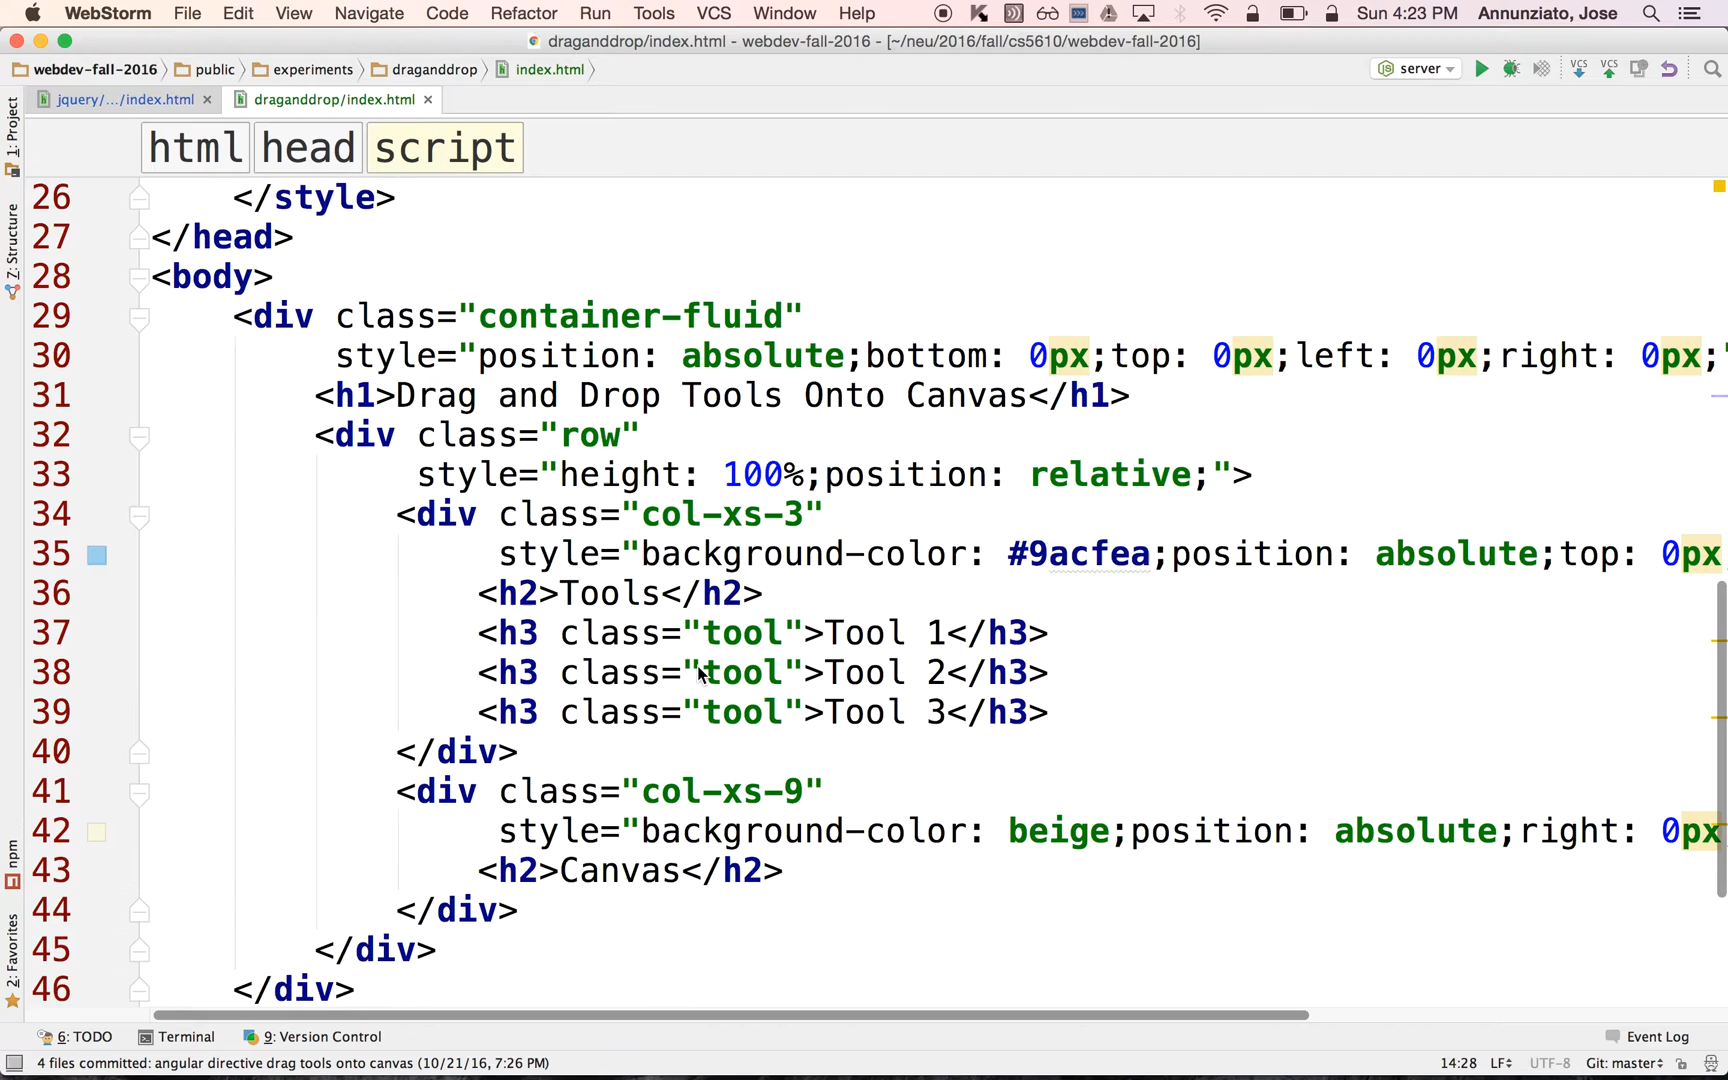 WebStorm File Edit View Navigate Code Refactor Run Tools VCS Window Help Sun 4:23 PM Annunziato, Jose
draganddrop/index.html - webdev-fall-2016 - [~/neu/2016/fall/cs5610/webdev-fall-2016]
webdev-fall-2016 public experiments draganddrop index.html server VCS VCS
1: Project jquery/.../index.html draganddrop/index.html
html head script
Z: Structure
26 </style>
27 </head>
28 <body>
29 <div class="container-fluid"
30 style="position: absolute;bottom: 0px;top: 0px;left: 0px;right: 0px;"
31 <h1>Drag and Drop Tools Onto Canvas</h1>
32 <div class="row"
33 style="height: 100%;position: relative;">
34 <div class="col-xs-3"
35 style="background-color: #9acfea;position: absolute;top: 0px
36 <h2>Tools</h2>
37 <h3 class="tool">Tool 1</h3>
38 <h3 class="tool">Tool 2</h3>
39 <h3 class="tool">Tool 3</h3>
40 </div>
41 <div class="col-xs-9"
42 style="background-color: beige;position: absolute;right: 0px
43 <h2>Canvas</h2>
44 </div>
45 </div>
46 </div>
npm
2: Favorites
6: TODO Terminal 9: Version Control Event Log
4 files committed: angular directive drag tools onto canvas (10/21/16, 7:26 PM) 14:28 LF UTF-8 Git: master